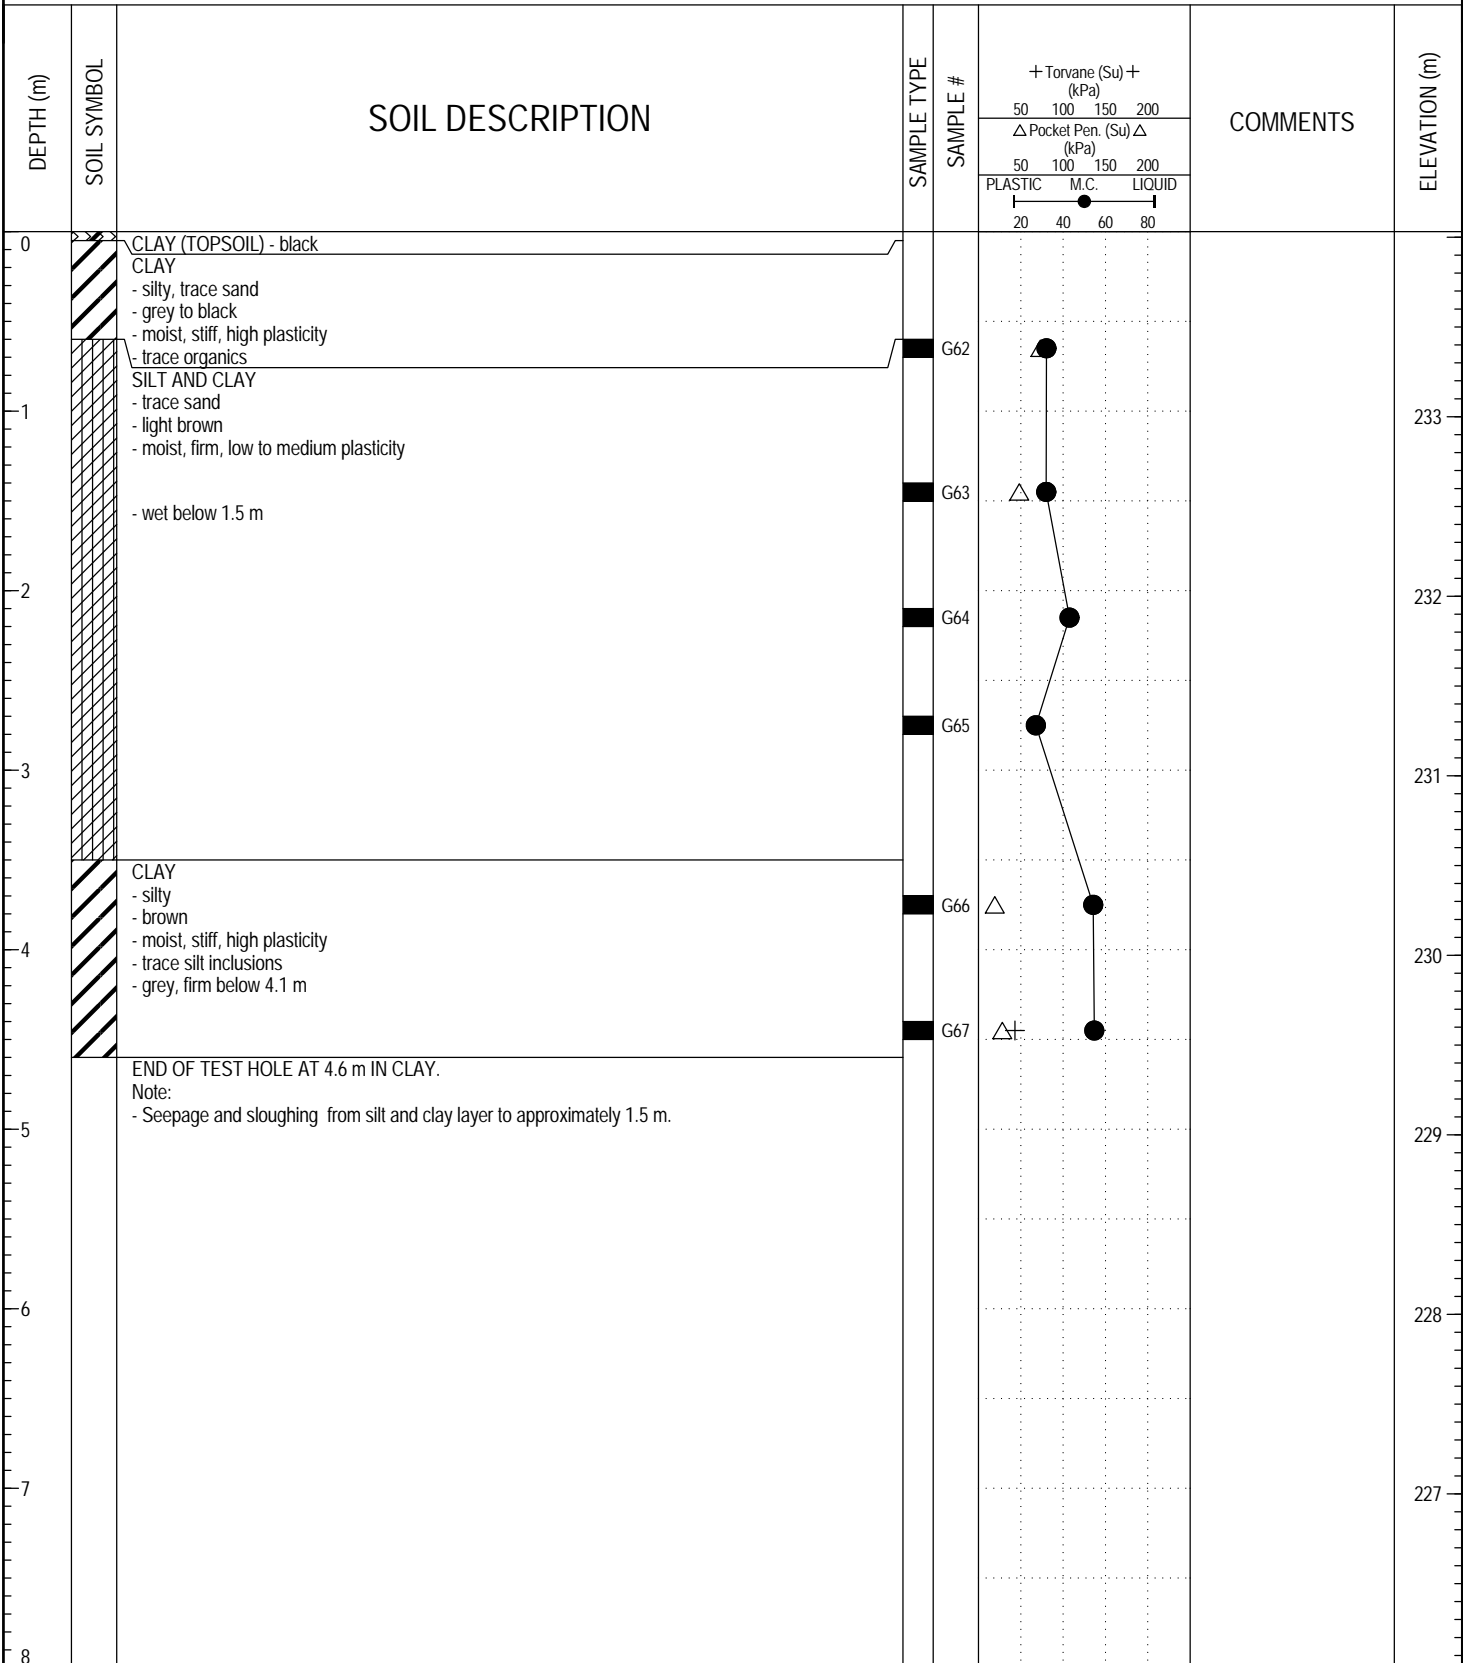 DEPTH (m)
SOIL SYMBOL
SOIL DESCRIPTION
SAMPLE TYPE
SAMPLE #
+ Torvane (Su) +
(kPa)
50 100 150 200
△ Pocket Pen. (Su) △
(kPa)
50 100 150 200
PLASTIC M.C. LIQUID
20 40 60 80
COMMENTS
ELEVATION (m)
0
CLAY (TOPSOIL) - black
CLAY
- silty, trace sand
- grey to black
- moist, stiff, high plasticity
- trace organics
G62
SILT AND CLAY
- trace sand
- light brown
- moist, firm, low to medium plasticity
1
233
G63
- wet below 1.5 m
2
232
G64
G65
3
231
CLAY
- silty
- brown
- moist, stiff, high plasticity
- trace silt inclusions
- grey, firm below 4.1 m
G66
4
230
G67
END OF TEST HOLE AT 4.6 m IN CLAY.
Note:
- Seepage and sloughing from silt and clay layer to approximately 1.5 m.
5
229
6
228
7
227
8